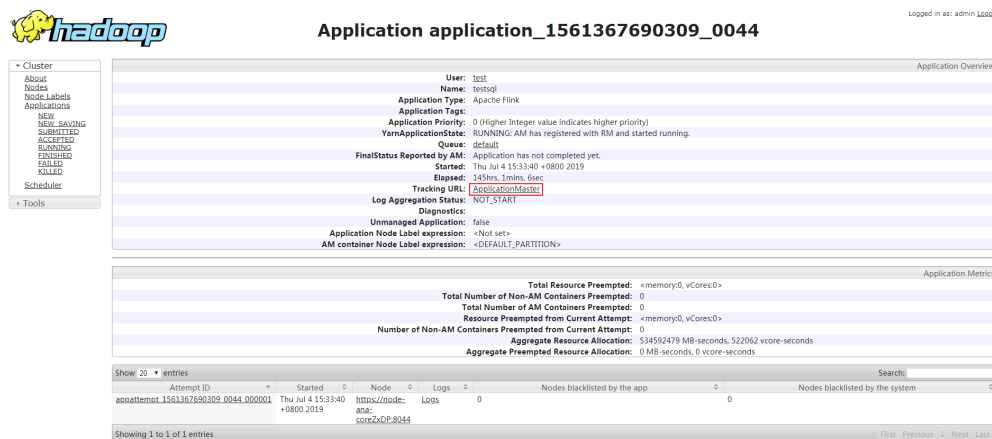 Logged in as: admin Logo
hadoop
Application application_1561367690309_0044
Cluster
About
Nodes
Node Labels
Applications
NEW
NEW_SAVING
SUBMITTED
ACCEPTED
RUNNING
FINISHED
FAILED
KILLED
Scheduler
Tools
Application Overview
User: test
Name: testsql
Application Type: Apache Flink
Application Tags:
Application Priority: 0 (Higher Integer value indicates higher priority)
YarnApplicationState: RUNNING: AM has registered with RM and started running.
Queue: default
FinalStatus Reported by AM: Application has not completed yet.
Started: Thu Jul 4 15:33:40 +0800 2019
Elapsed: 145hrs, 1mins, 6sec
Tracking URL: ApplicationMaster
Log Aggregation Status: NOT_START
Diagnostics:
Unmanaged Application: false
Application Node Label expression: <Not set>
AM container Node Label expression: <DEFAULT_PARTITION>
Application Metrics
Total Resource Preempted: <memory:0, vCores:0>
Total Number of Non-AM Containers Preempted: 0
Total Number of AM Containers Preempted: 0
Resource Preempted from Current Attempt: <memory:0, vCores:0>
Number of Non-AM Containers Preempted from Current Attempt: 0
Aggregate Resource Allocation: 534592479 MB-seconds, 522062 vcore-seconds
Aggregate Preempted Resource Allocation: 0 MB-seconds, 0 vcore-seconds
Show 20 entries Search:
Attempt ID Started Node Logs Nodes blacklisted by the app Nodes blacklisted by the system
appattempt_1561367690309_0044_000001 Thu Jul 4 15:33:40 https://node- Logs 0 0
+0800 2019 ana-
coreZxDP:8044
Showing 1 to 1 of 1 entries First Previous 1 Next Last